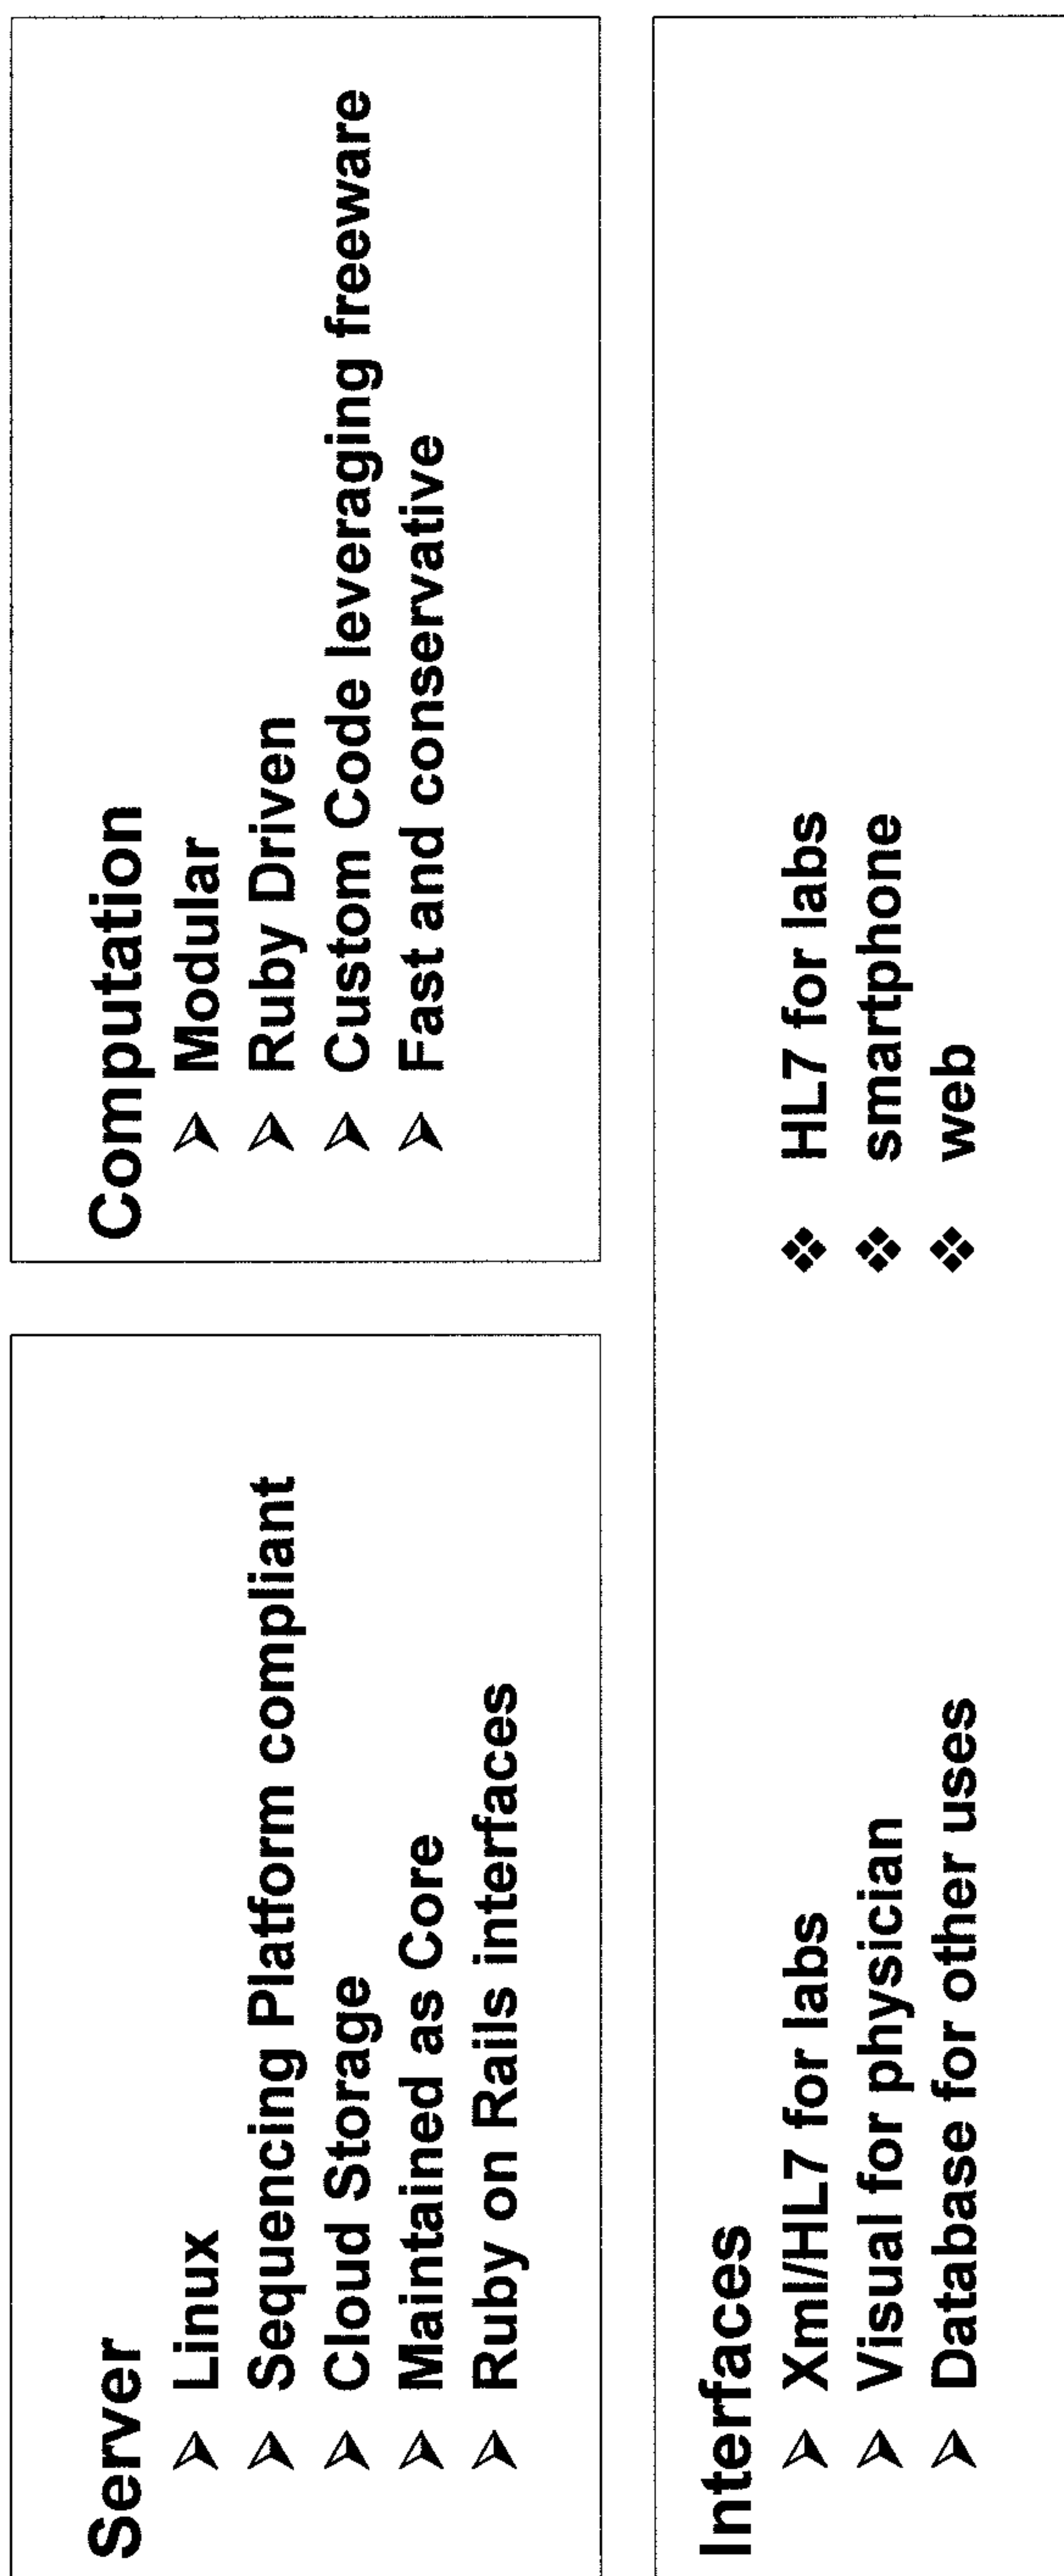 Server
➢ Linux
➢ Sequencing Platform compliant
➢ Cloud Storage
➢ Maintained as Core
➢ Ruby on Rails interfaces
Computation
➢ Modular
➢ Ruby Driven
➢ Custom Code leveraging freeware
➢ Fast and conservative
Interfaces
➢ Xml/HL7 for labs
➢ Visual for physician
➢ Database for other uses
❖ HL7 for labs
❖ smartphone
❖ web